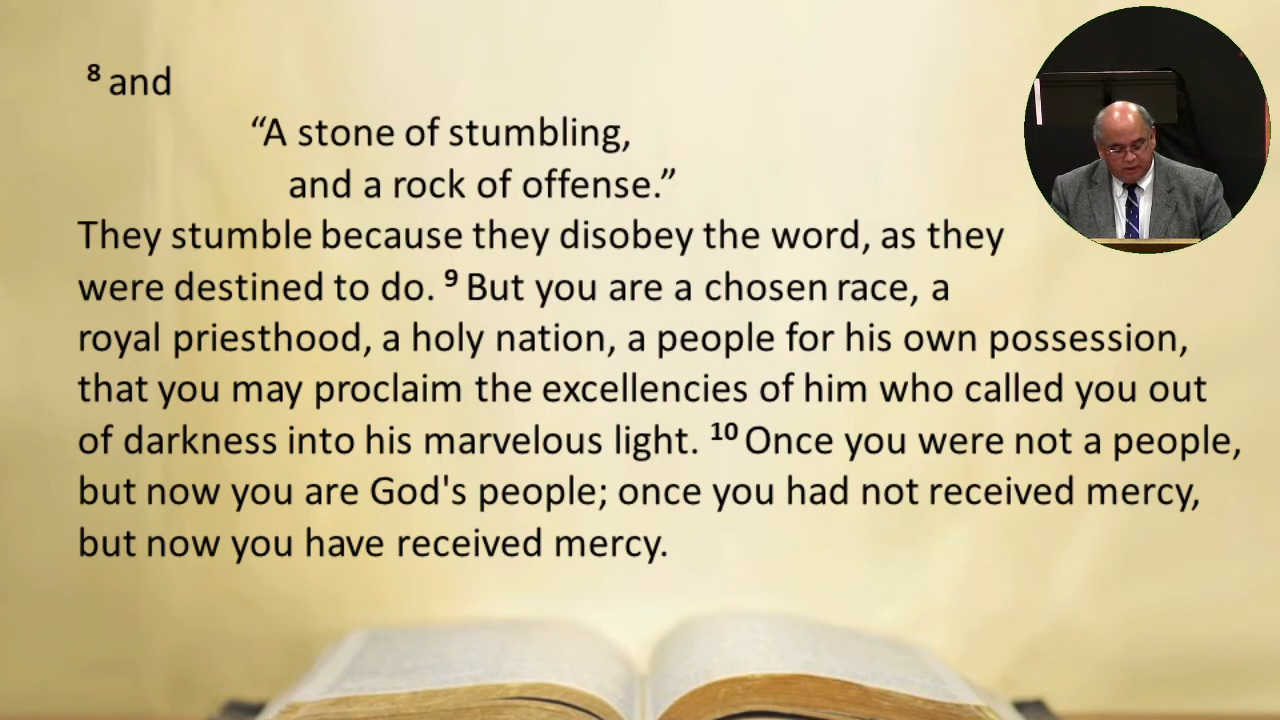 8 and
“A stone of stumbling,
and a rock of offense.”
They stumble because they disobey the word, as they
were destined to do. 9 But you are a chosen race, a
royal priesthood, a holy nation, a people for his own possession,
that you may proclaim the excellencies of him who called you out
of darkness into his marvelous light. 10 Once you were not a people,
but now you are God's people; once you had not received mercy,
but now you have received mercy.